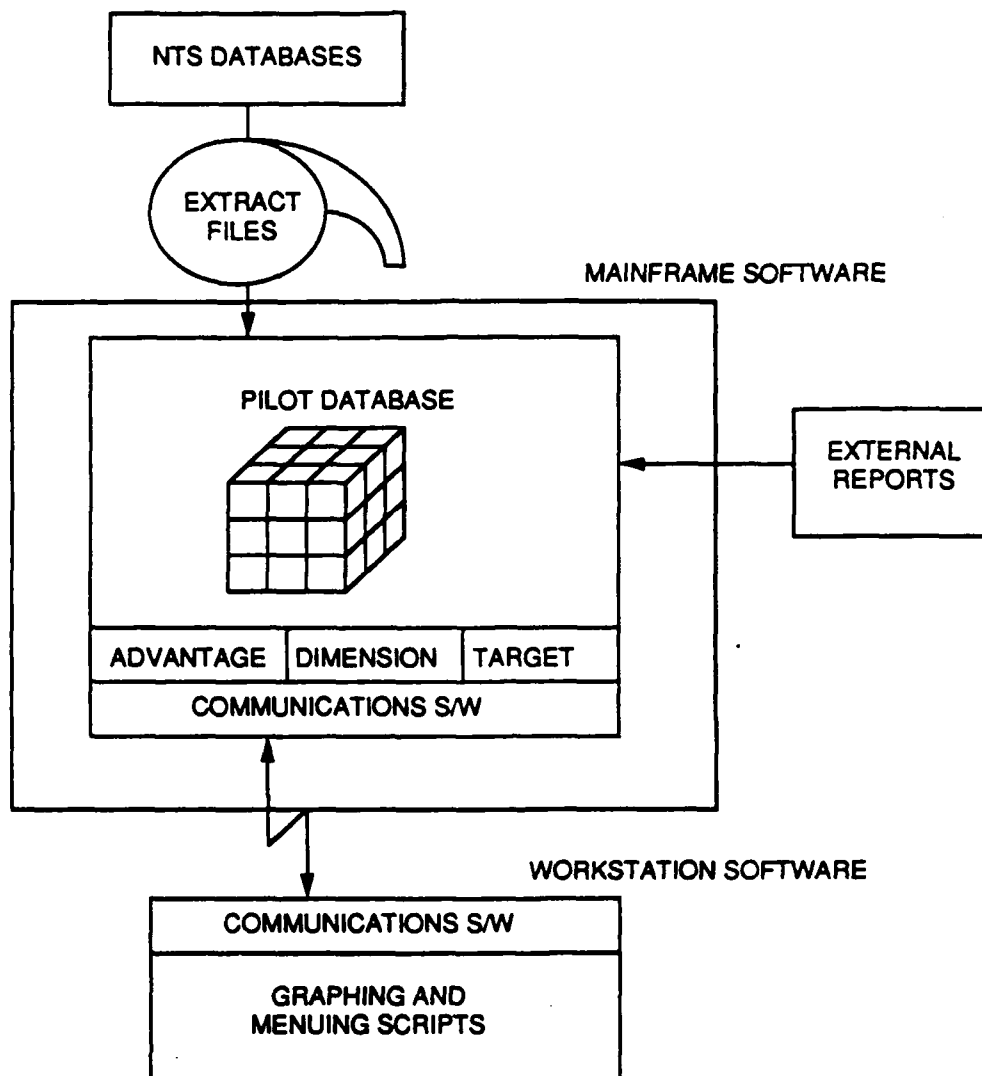 NTS DATABASES
EXTRACT
FILES
MAINFRAME SOFTWARE
PILOT DATABASE
EXTERNAL
REPORTS
ADVANTAGE DIMENSION TARGET
COMMUNICATIONS S/W
WORKSTATION SOFTWARE
COMMUNICATIONS S/W
GRAPHING AND
MENUING SCRIPTS